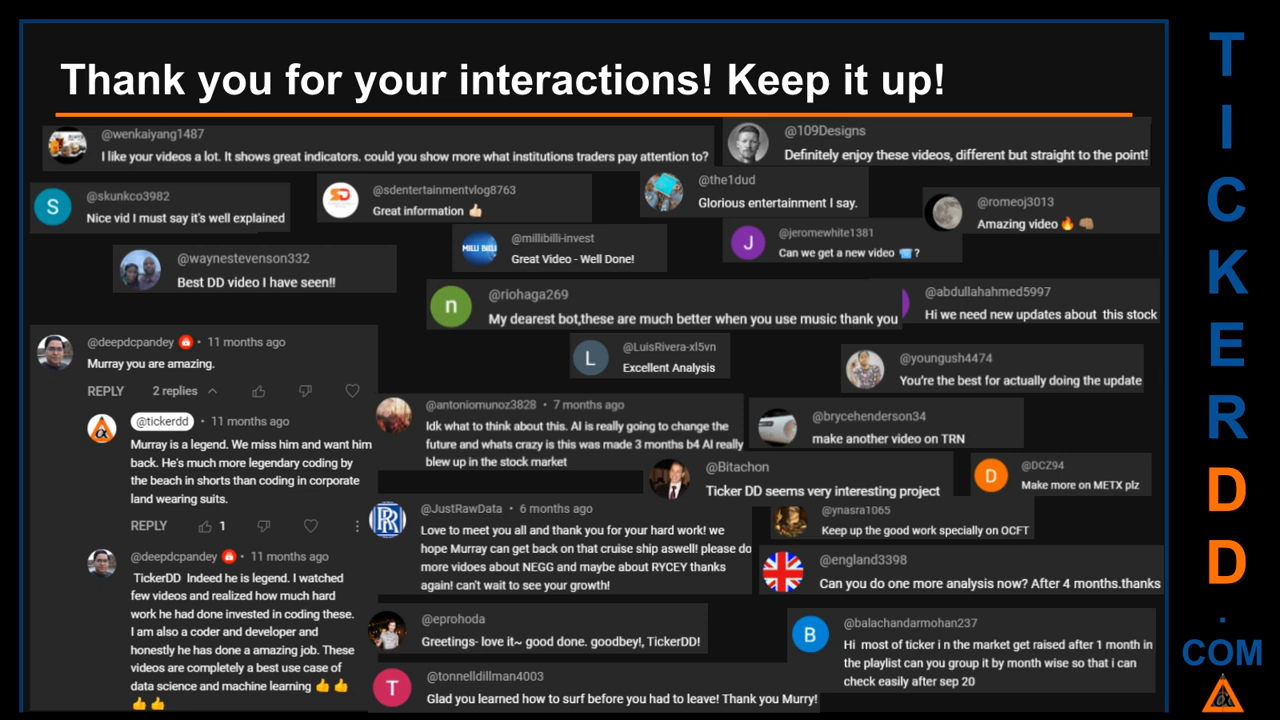 Thank you for your interactions! Keep it up!
@wenkaiyang1487
I like your videos a lot. It shows great indicators. could you show more what institutions traders pay attention to?
@109Designs
Definitely enjoy these videos, different but straight to the point!
@skunkco3982
Nice vid I must say it's well explained
@sdentertainmentvlog8763
Great information 👍🏻
@the1dud
Glorious entertainment I say.
@romeoj3013
Amazing video 🔥 👊🏽
@waynestevenson332
Best DD video I have seen!!
@millibilli-invest
Great Video - Well Done!
MILLI BILLI
J
@jeromewhite1381
Can we get a new video ?
S
n
@riohaga269
My dearest bot,these are much better when you use music thank you
@abdullahahmed5997
Hi we need new updates about this stock
L
@LuisRivera-xl5vn
Excellent Analysis
@youngush4474
You're the best for actually doing the update
@deepdcpandey • 11 months ago
Murray you are amazing.
REPLY 2 replies
@tickerdd • 11 months ago
Murray is a legend. We miss him and want him
back. He's much more legendary coding by
the beach in shorts than coding in corporate
land wearing suits.
REPLY 1
@deepdcpandey • 11 months ago
TickerDD Indeed he is legend. I watched
few videos and realized how much hard
work he had done invested in coding these.
I am also a coder and developer and
honestly he has done a amazing job. These
videos are completely a best use case of
data science and machine learning 👍 👍
👍 👍
@antoniomunoz3828 • 7 months ago
Idk what to think about this. AI is really going to change the
future and whats crazy is this was made 3 months b4 AI really
blew up in the stock market
@brycehenderson34
make another video on TRN
@Bitachon
Ticker DD seems very interesting project
D
@DCZ94
Make more on METX plz
@JustRawData • 6 months ago
Love to meet you all and thank you for your hard work! we
hope Murray can get back on that cruise ship aswell! please do
more vidoes about NEGG and maybe about RYCEY thanks
again! can't wait to see your growth!
@ynasra1065
Keep up the good work specially on OCFT
@england3398
Can you do one more analysis now? After 4 months.thanks
@eprohoda
Greetings- love it~ good done. goodbey!, TickerDD!
B
@balachandarmohan237
Hi most of ticker i n the market get raised after 1 month in
the playlist can you group it by month wise so that i can
check easily after sep 20
T
@tonnelldillman4003
Glad you learned how to surf before you had to leave! Thank you Murry!
T
I
C
K
E
R
D
D
.
COM